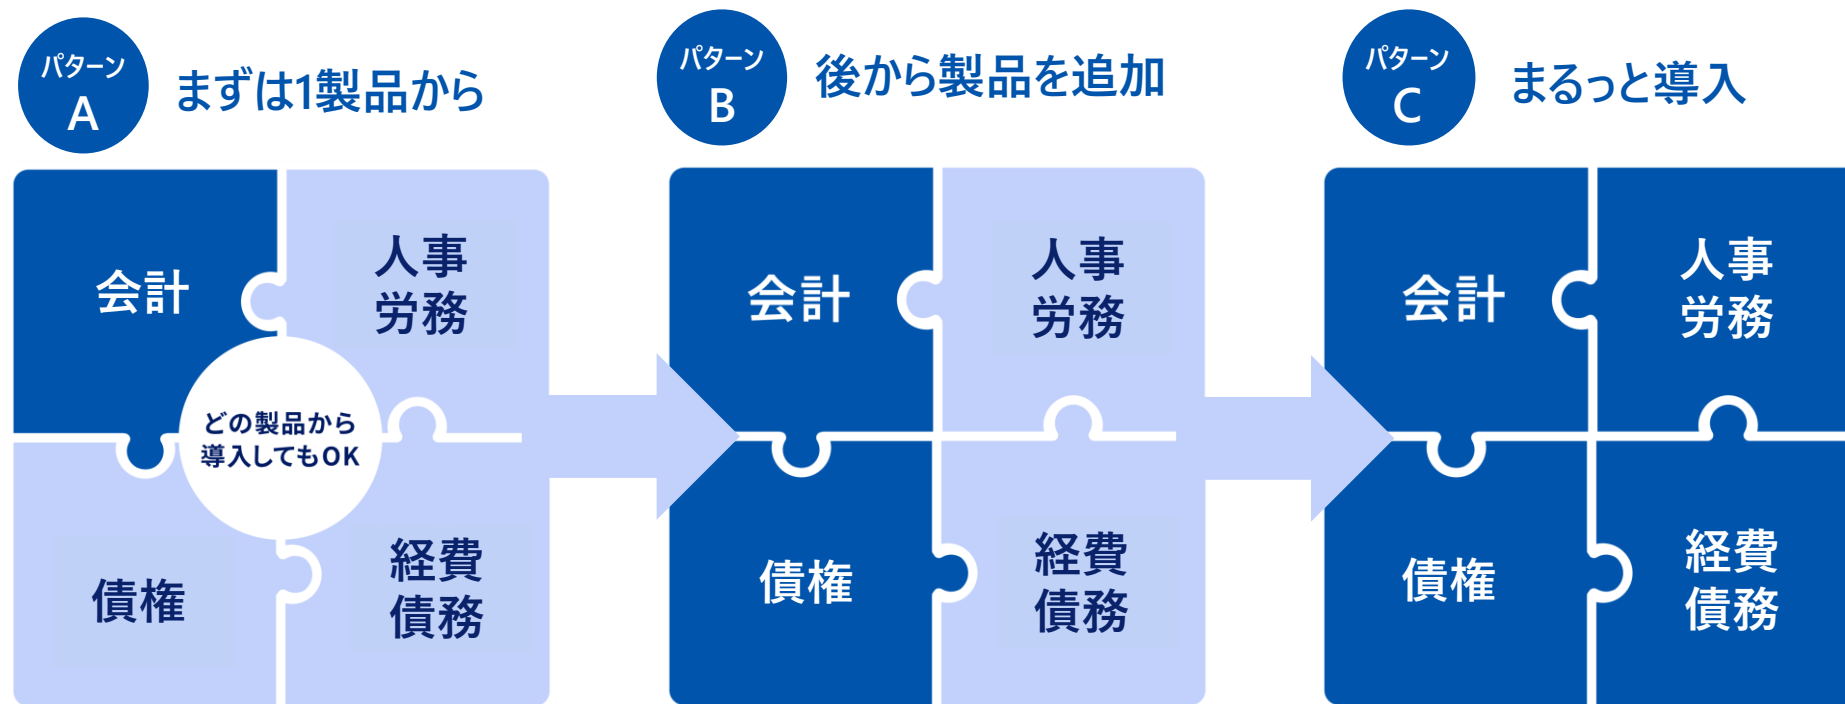 パターン
A
まずは1製品から
会計
人事
労務
どの製品から
導入してもOK
債権
経費
債務
パターン
B
後から製品を追加
会計
人事
労務
債権
経費
債務
パターン
C
まるっと導入
会計
人事
労務
債権
経費
債務